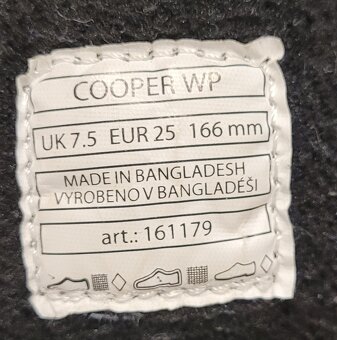 COOPER WP
UK 7.5 EUR 25 166 mm
MADE IN BANGLADESH
VYROBENO V BANGLADÉŠI
art.: 161179